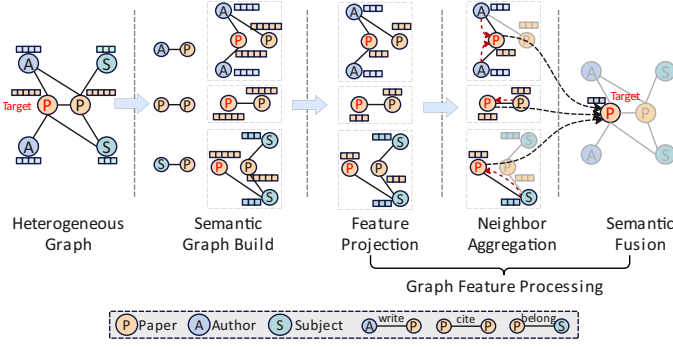 A
S
Target
P
P
A
S
A
P
P
P
S
P
A
P
P
A
P
P
S
P
P
S
A
P
P
A
P
P
S
P
P
S
A
P
P
A
P
P
S
P
P
S
A
S
Target
P
P
A
S
Heterogeneous
Graph
Semantic
Graph Build
Feature
Projection
Neighbor
Aggregation
Semantic
Fusion
Graph Feature Processing
P Paper A Author S Subject A write P P cite P P belong S